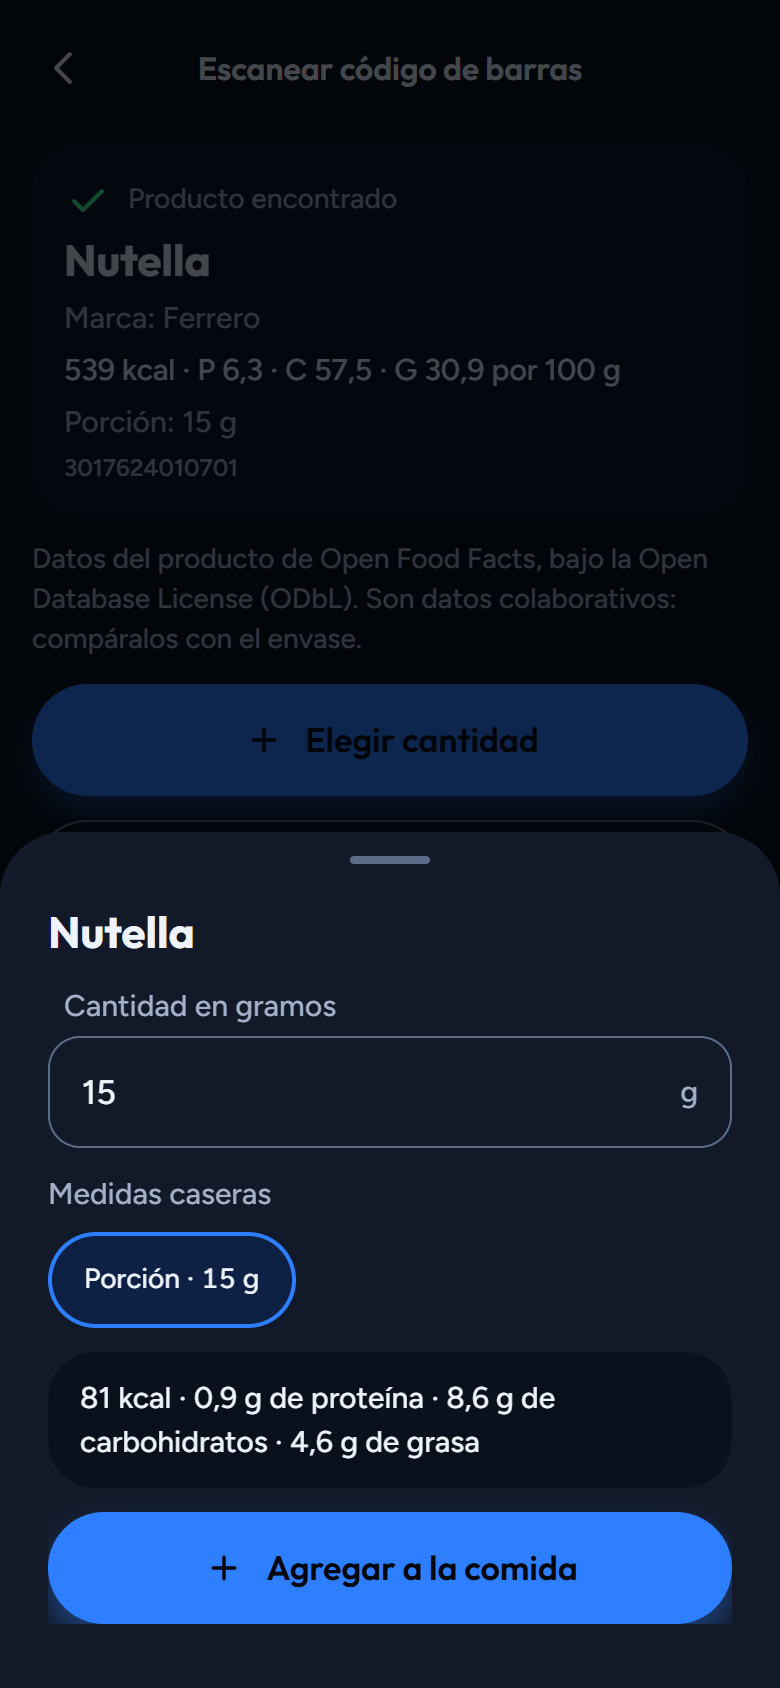 Escanear código de barras
Producto encontrado
Nutella
Marca: Ferrero
539 kcal · P 6,3 · C 57,5 · G 30,9 por 100 g
Porción: 15 g
3017624010701
Datos del producto de Open Food Facts, bajo la Open
Database License (ODbL). Son datos colaborativos:
compáralos con el envase.
+ Elegir cantidad
Nutella
Cantidad en gramos
15 g
Medidas caseras
Porción · 15 g
81 kcal · 0,9 g de proteína · 8,6 g de
carbohidratos · 4,6 g de grasa
+ Agregar a la comida